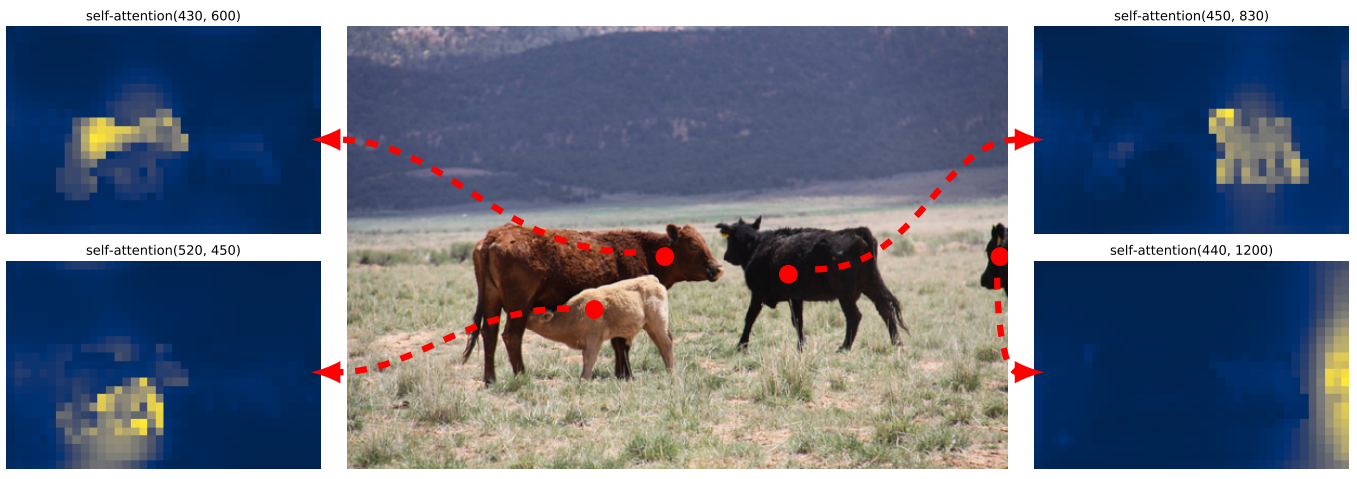 self-attention(430, 600)
self-attention(450, 830)
self-attention(520, 450)
self-attention(440, 1200)